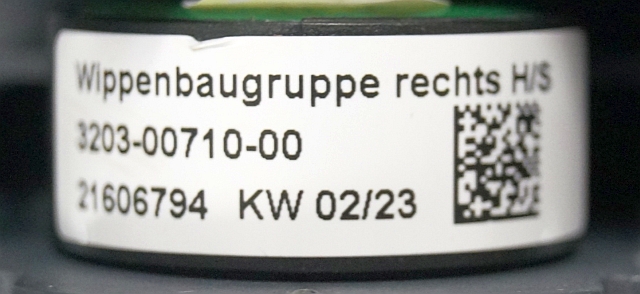 Wippenbaugruppe rechts H/S
3203-00710-00
21606794 KW 02/23